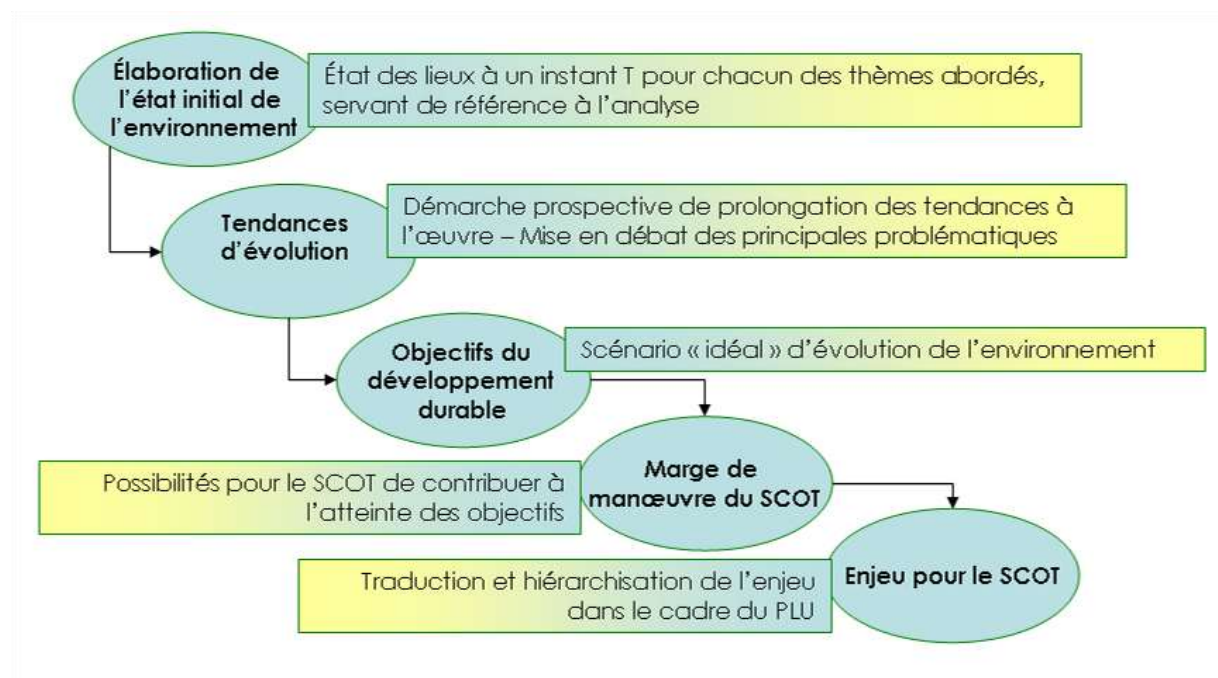 Élaboration de
l'état initial de
l'environnement
État des lieux à un instant T pour chacun des thèmes abordés,
servant de référence à l'analyse
Tendances
d'évolution
Démarche prospective de prolongation des tendances à
l'œuvre – Mise en débat des principales problématiques
Objectifs du
développement
durable
Scénario « idéal » d'évolution de l'environnement
Marge de
manœuvre du SCOT
Possibilités pour le SCOT de contribuer à
l'atteinte des objectifs
Enjeu pour le SCOT
Traduction et hiérarchisation de l'enjeu
dans le cadre du PLU